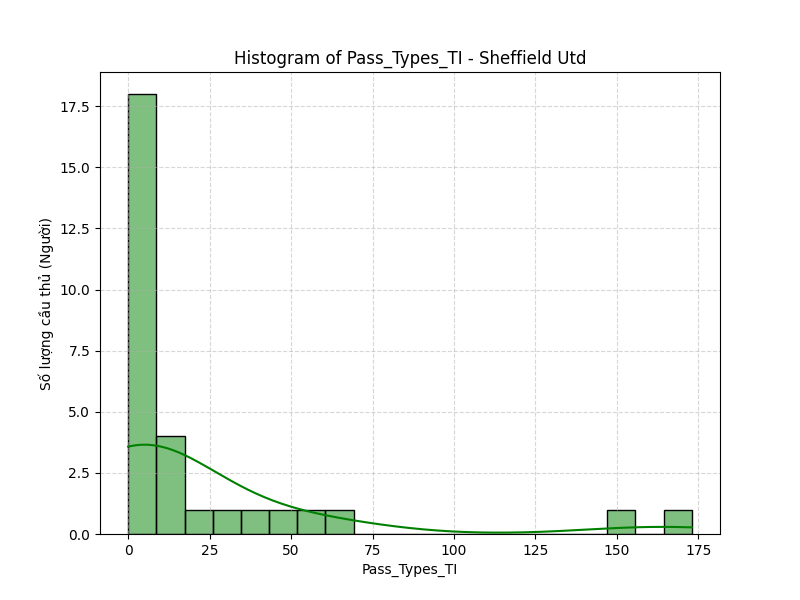 Histogram of Pass_Types_TI - Sheffield Utd
Số lượng cầu thủ (Người)
17.5
15.0
12.5
10.0
7.5
5.0
2.5
0.0
0 25 50 75 100 125 150 175
Pass_Types_TI